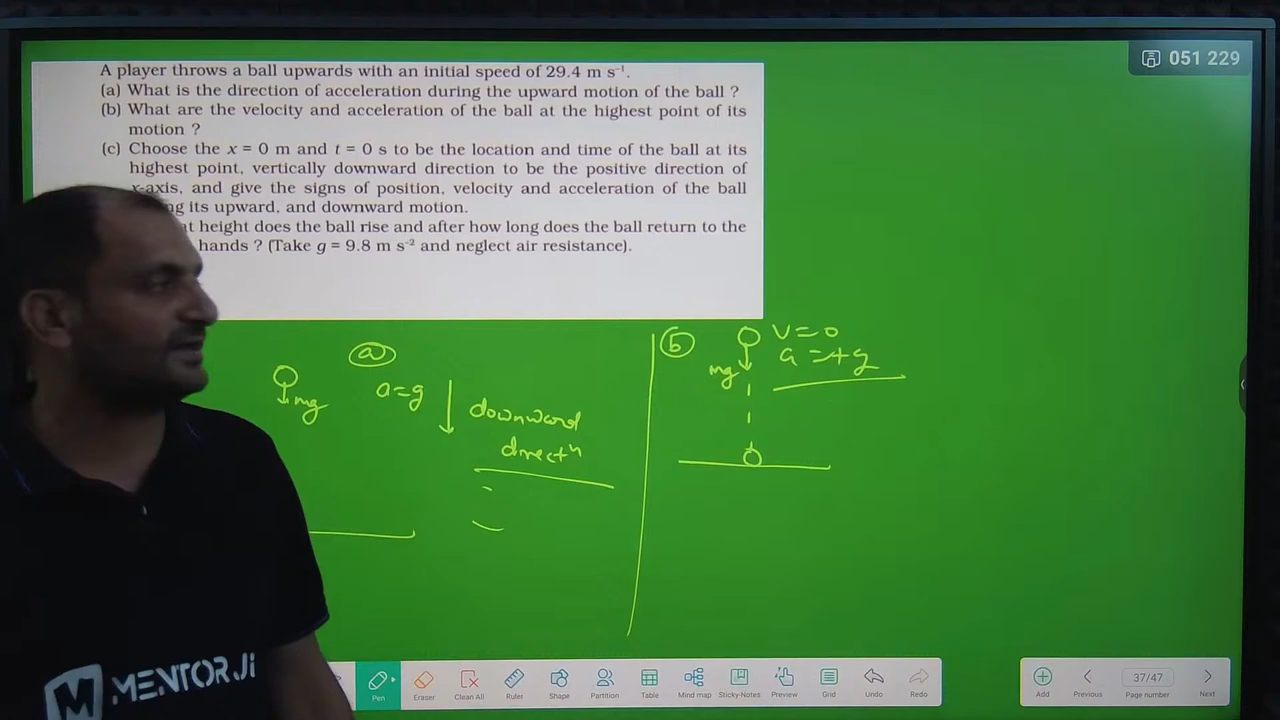 051 229
A player throws a ball upwards with an initial speed of 29.4 m s⁻¹.
(a) What is the direction of acceleration during the upward motion of the ball ?
(b) What are the velocity and acceleration of the ball at the highest point of its
motion ?
(c) Choose the x = 0 m and t = 0 s to be the location and time of the ball at its
highest point, vertically downward direction to be the positive direction of
x-axis, and give the signs of position, velocity and acceleration of the ball
its upward, and downward motion.
height does the ball rise and after how long does the ball return to the
hands ? (Take g = 9.8 m s⁻² and neglect air resistance).
a
mg
a=g
downward
directⁿ
b
v=0
a=+g
mg
MENTORJi
Pen
Eraser
Clean All
Ruler
Shape
Partition
Table
Mind map
Sticky-Notes
Preview
Grid
Undo
Redo
Add
Previous
37/47
Page number
Next